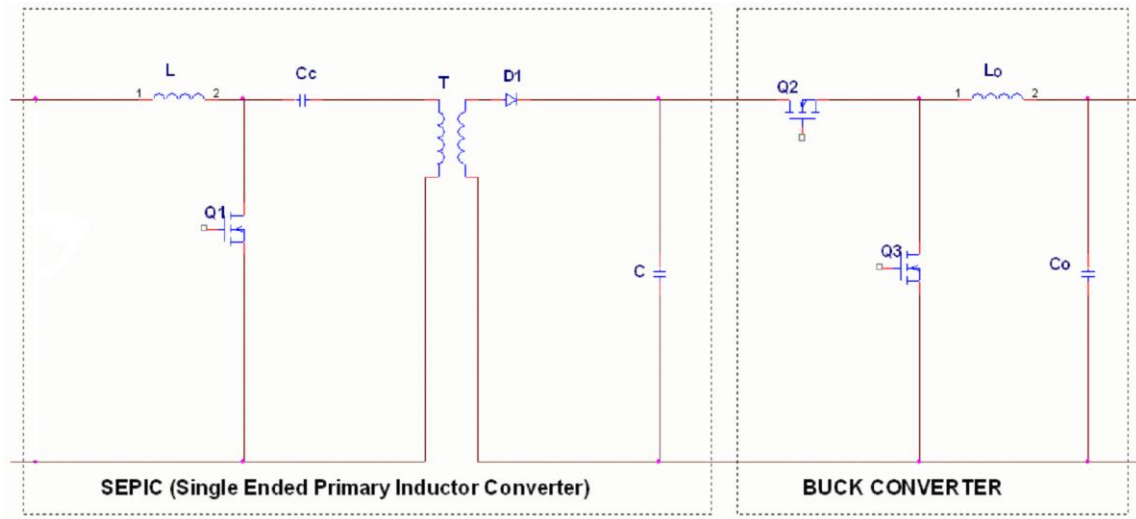 L
1 2
Cc
T
D1
Q1
C
SEPIC (Single Ended Primary Inductor Converter)
Q2
Lo
1 2
Q3
Co
BUCK CONVERTER